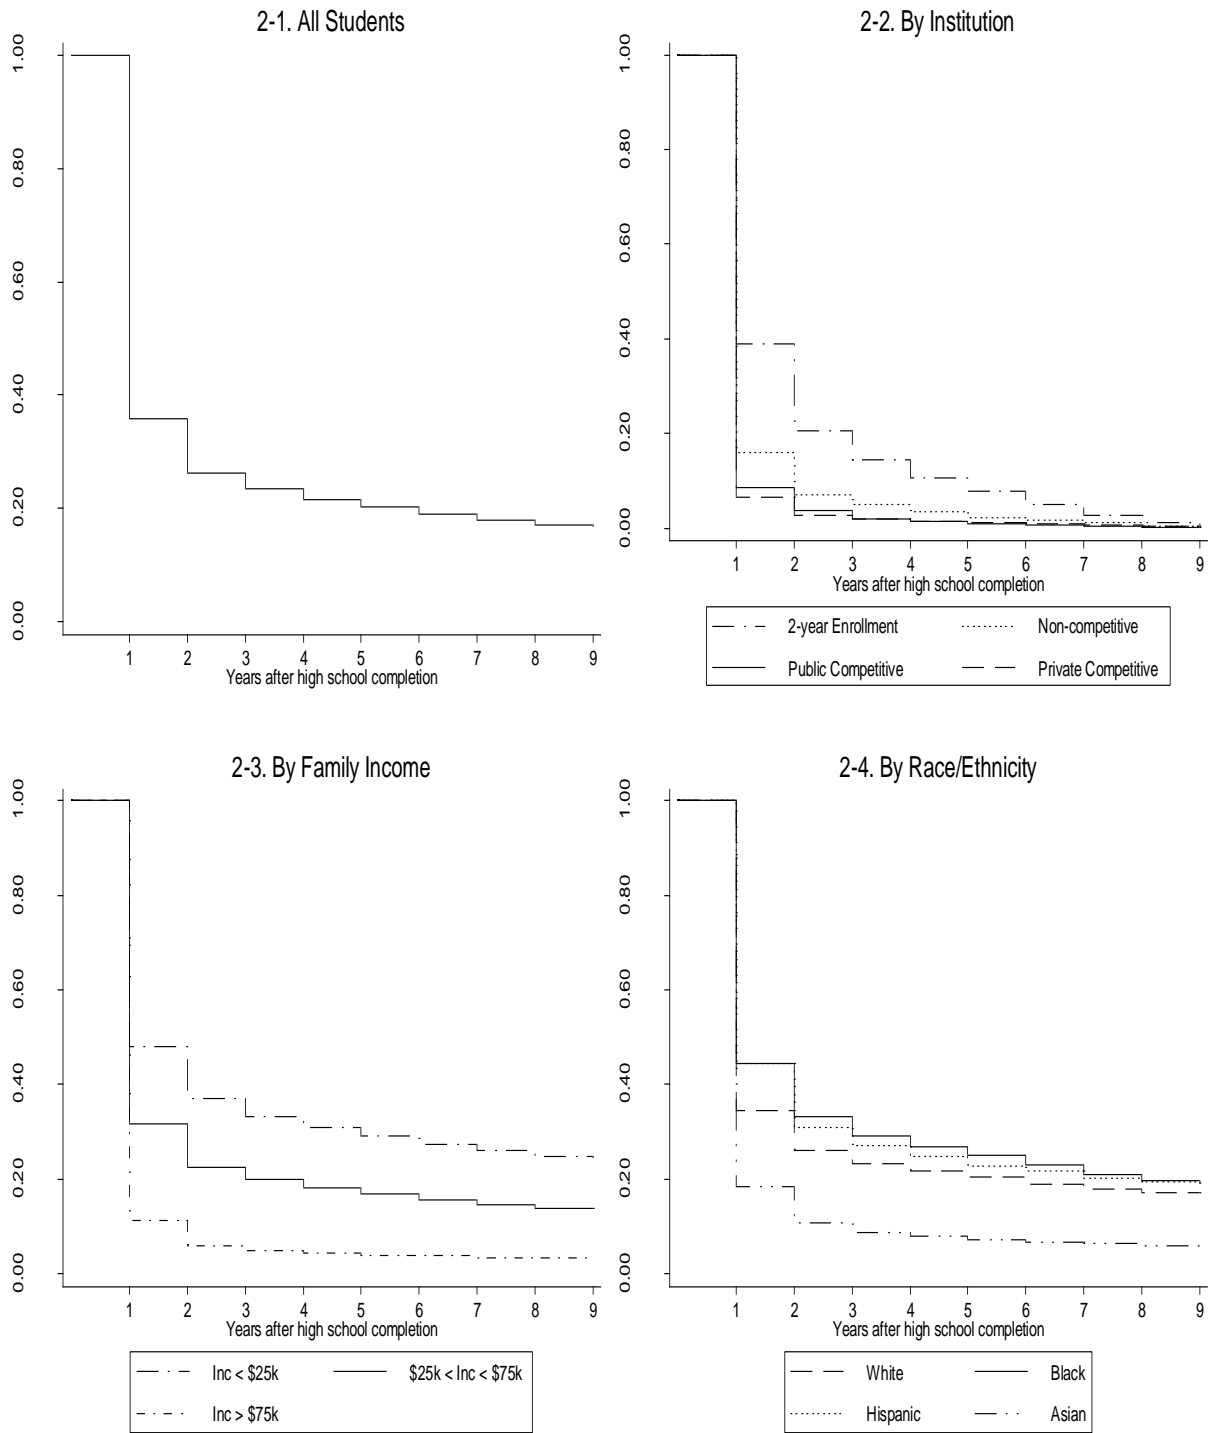 2-1. All Students
1.00
0.80
0.60
0.40
0.20
0.00
1 2 3 4 5 6 7 8 9
Years after high school completion
2-2. By Institution
1.00
0.80
0.60
0.40
0.20
0.00
1 2 3 4 5 6 7 8 9
Years after high school completion
2-year Enrollment Non-competitive
Public Competitive Private Competitive
2-3. By Family Income
1.00
0.80
0.60
0.40
0.20
0.00
1 2 3 4 5 6 7 8 9
Years after high school completion
Inc < $25k $25k < Inc < $75k
Inc > $75k
2-4. By Race/Ethnicity
1.00
0.80
0.60
0.40
0.20
0.00
1 2 3 4 5 6 7 8 9
Years after high school completion
White Black
Hispanic Asian